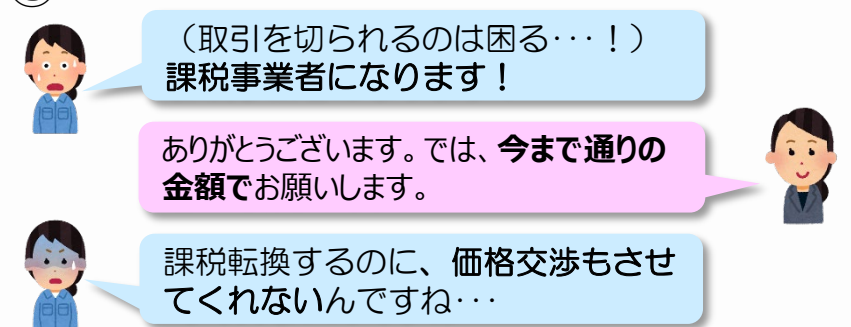 （取引を切られるのは困る･･･！）
課税事業者になります！
ありがとうございます。では、今まで通りの
金額でお願いします。
課税転換するのに、価格交渉もさせ
てくれないんですね･･･